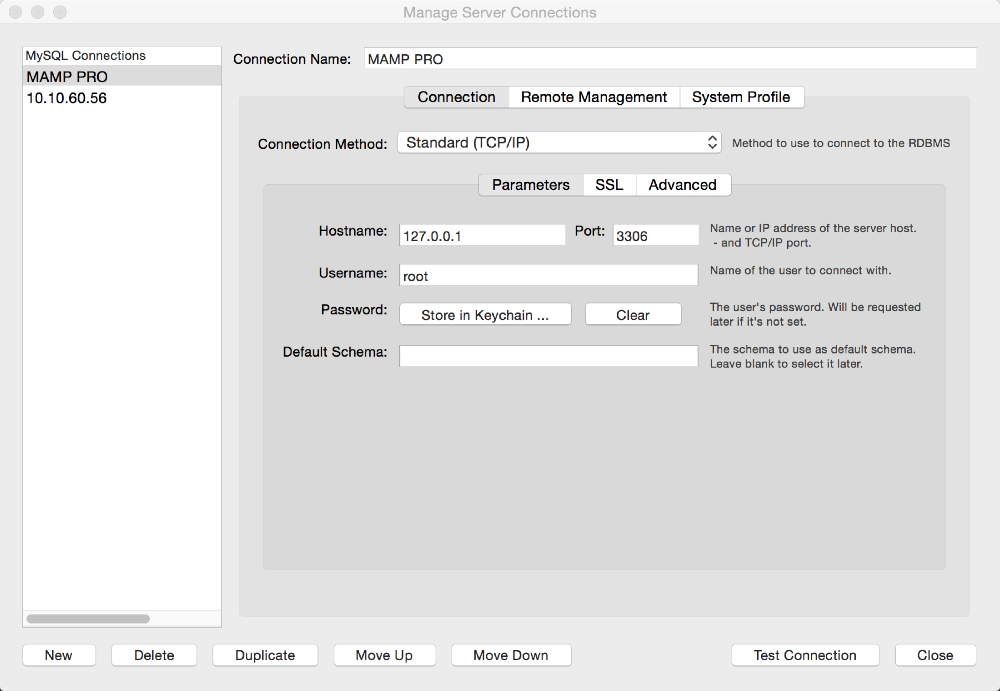 Manage Server Connections
MySQL Connections
MAMP PRO
10.10.60.56
Connection Name: MAMP PRO
Connection Remote Management System Profile
Connection Method: Standard (TCP/IP) Method to use to connect to the RDBMS
Parameters SSL Advanced
Hostname: 127.0.0.1 Port: 3306 Name or IP address of the server host.
- and TCP/IP port.
Username: root Name of the user to connect with.
Password: Store in Keychain ... Clear The user's password. Will be requested
later if it's not set.
Default Schema: The schema to use as default schema.
Leave blank to select it later.
New Delete Duplicate Move Up Move Down Test Connection Close